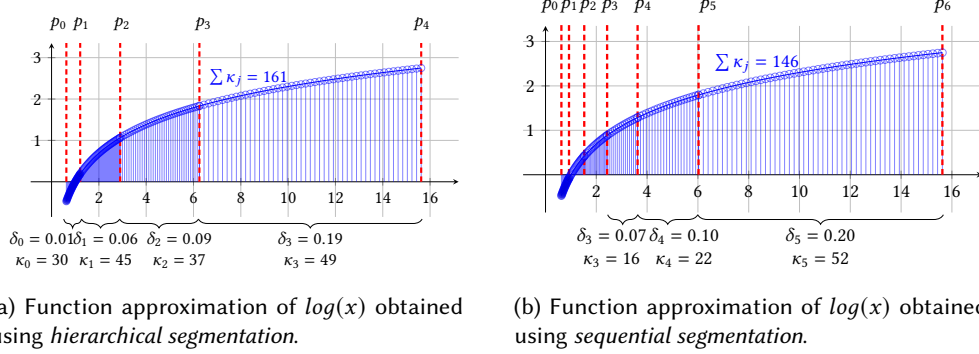 p0 p1 p2 p3 p4
3
∑ κj = 161
2
1
2 4 6 8 10 12 14 16
δ0 = 0.01 δ1 = 0.06 δ2 = 0.09 δ3 = 0.19
κ0 = 30 κ1 = 45 κ2 = 37 κ3 = 49
a) Function approximation of log(x) obtained
using hierarchical segmentation.
p0 p1 p2 p3 p4 p5 p6
3
∑ κj = 146
2
1
2 4 6 8 10 12 14 16
δ3 = 0.07 δ4 = 0.10 δ5 = 0.20
κ3 = 16 κ4 = 22 κ5 = 52
(b) Function approximation of log(x) obtained
using sequential segmentation.